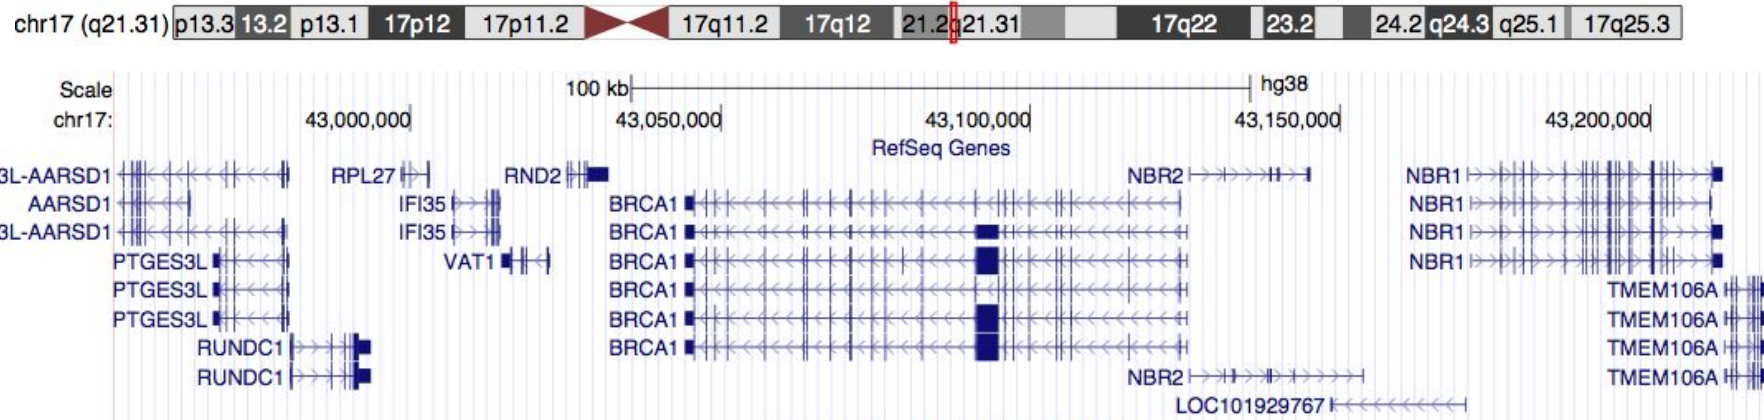 chr17 (q21.31) p13.3 13.2 p13.1 17p12 17p11.2 17q11.2 17q12 21.2 q21.31 17q22 23.2 24.2 q24.3 q25.1 17q25.3
Scale 100 kb hg38
chr17: 43,000,000 43,050,000 43,100,000 43,150,000 43,200,000
RefSeq Genes
3L-AARSD1 RPL27 RND2 NBR2 NBR1
AARSD1 IFI35 BRCA1 NBR1
3L-AARSD1 IFI35 BRCA1 NBR1
PTGES3L VAT1 BRCA1 NBR1
PTGES3L BRCA1 TMEM106A
PTGES3L BRCA1 TMEM106A
RUNDC1 BRCA1 TMEM106A
RUNDC1 NBR2 TMEM106A
LOC101929767